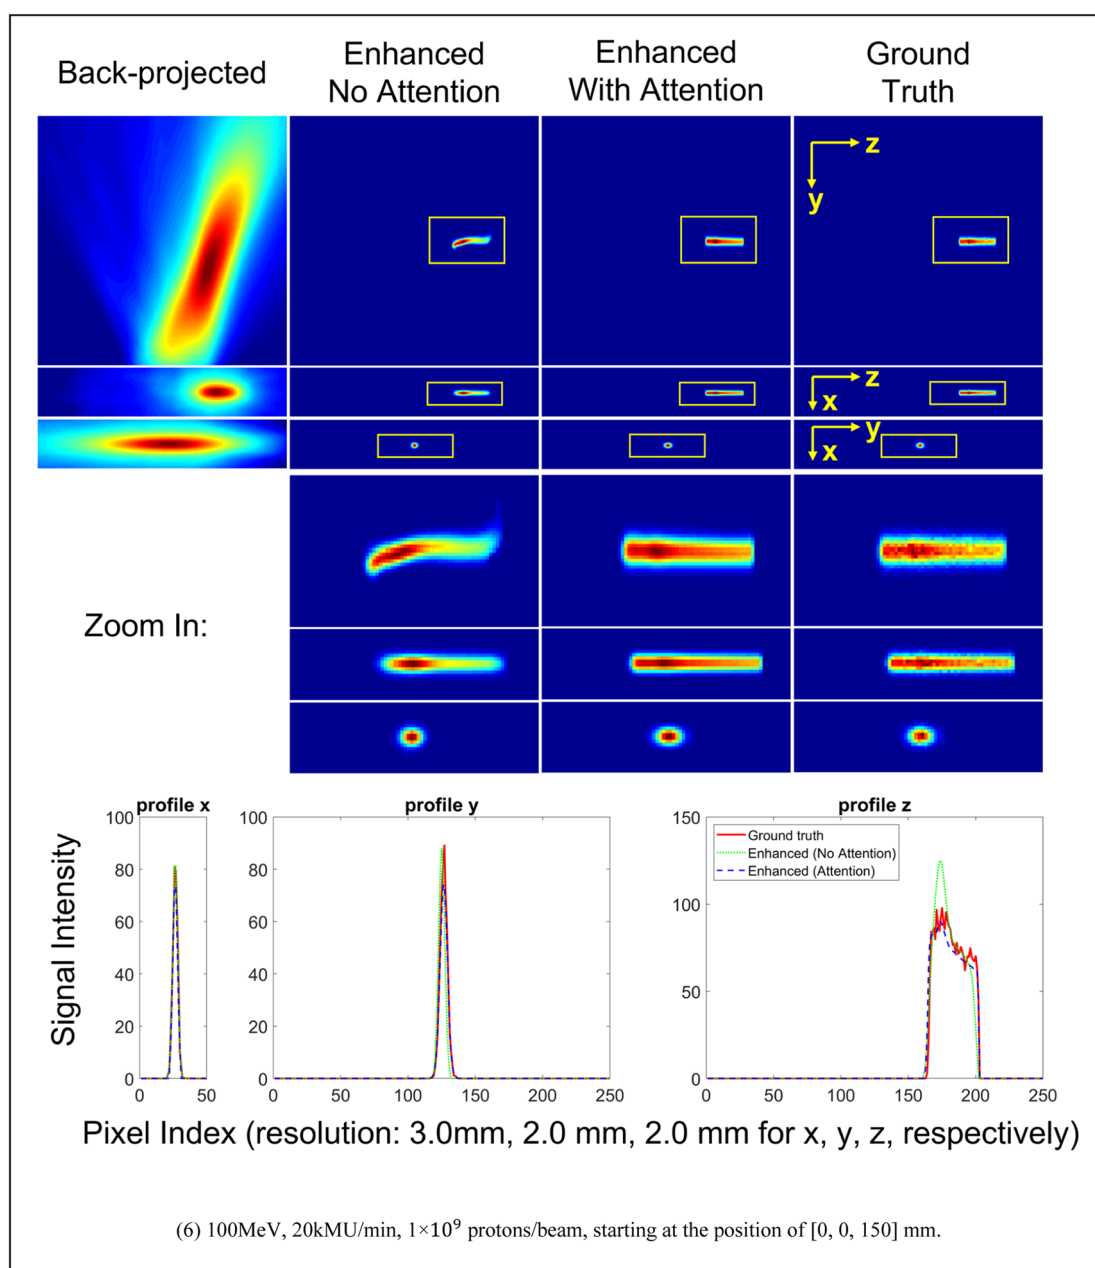 Back-projected
Enhanced
No Attention
Enhanced
With Attention
Ground
Truth
z
y
z
x
y
x
Zoom In:
profile x
profile y
profile z
Signal Intensity
100
80
60
40
20
0
0 50
100
80
60
40
20
0
0 50 100 150 200 250
150
100
50
0
0 50 100 150 200 250
Ground truth
Enhanced (No Attention)
Enhanced (Attention)
Pixel Index (resolution: 3.0mm, 2.0 mm, 2.0 mm for x, y, z, respectively)
(6) 100MeV, 20kMU/min, 1×10⁹ protons/beam, starting at the position of [0, 0, 150] mm.